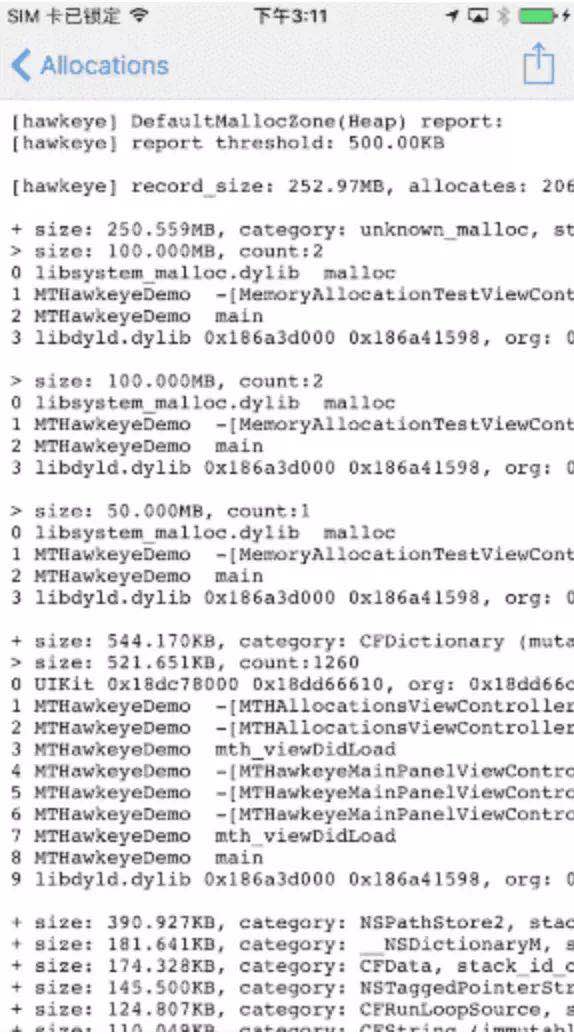 SIM 卡已锁定 下午3:11
Allocations
[hawkeye] DefaultMallocZone(Heap) report:
[hawkeye] report threshold: 500.00KB
[hawkeye] record_size: 252.97MB, allocates: 206
+ size: 250.559MB, category: unknown_malloc, st
> size: 100.000MB, count:2
0 libsystem_malloc.dylib malloc
1 MTHawkeyeDemo -[MemoryAllocationTestViewCont
2 MTHawkeyeDemo main
3 libdyld.dylib 0x186a3d000 0x186a41598, org: 0
> size: 100.000MB, count:2
0 libsystem_malloc.dylib malloc
1 MTHawkeyeDemo -[MemoryAllocationTestViewCont
2 MTHawkeyeDemo main
3 libdyld.dylib 0x186a3d000 0x186a41598, org: 0
> size: 50.000MB, count:1
0 libsystem_malloc.dylib malloc
1 MTHawkeyeDemo -[MemoryAllocationTestViewCont
2 MTHawkeyeDemo main
3 libdyld.dylib 0x186a3d000 0x186a41598, org: 0
+ size: 544.170KB, category: CFDictionary (muta
> size: 521.651KB, count:1260
0 UIKit 0x18dc78000 0x18dd66610, org: 0x18dd66c
1 MTHawkeyeDemo -[MTHAllocationsViewController
2 MTHawkeyeDemo -[MTHAllocationsViewController
3 MTHawkeyeDemo mth_viewDidLoad
4 MTHawkeyeDemo -[MTHawkeyeMainPanelViewContro
5 MTHawkeyeDemo -[MTHawkeyeMainPanelViewContro
6 MTHawkeyeDemo -[MTHawkeyeMainPanelViewContro
7 MTHawkeyeDemo mth_viewDidLoad
8 MTHawkeyeDemo main
9 libdyld.dylib 0x186a3d000 0x186a41598, org: 0
+ size: 390.927KB, category: NSPathStore2, stac
+ size: 181.641KB, category: __NSDictionaryM, s
+ size: 174.328KB, category: CFData, stack_id_c
+ size: 145.500KB, category: NSTaggedPointerStr
+ size: 124.807KB, category: CFRunLoopSource, s
+ size: 110.049KB, category: CFString (immutabl